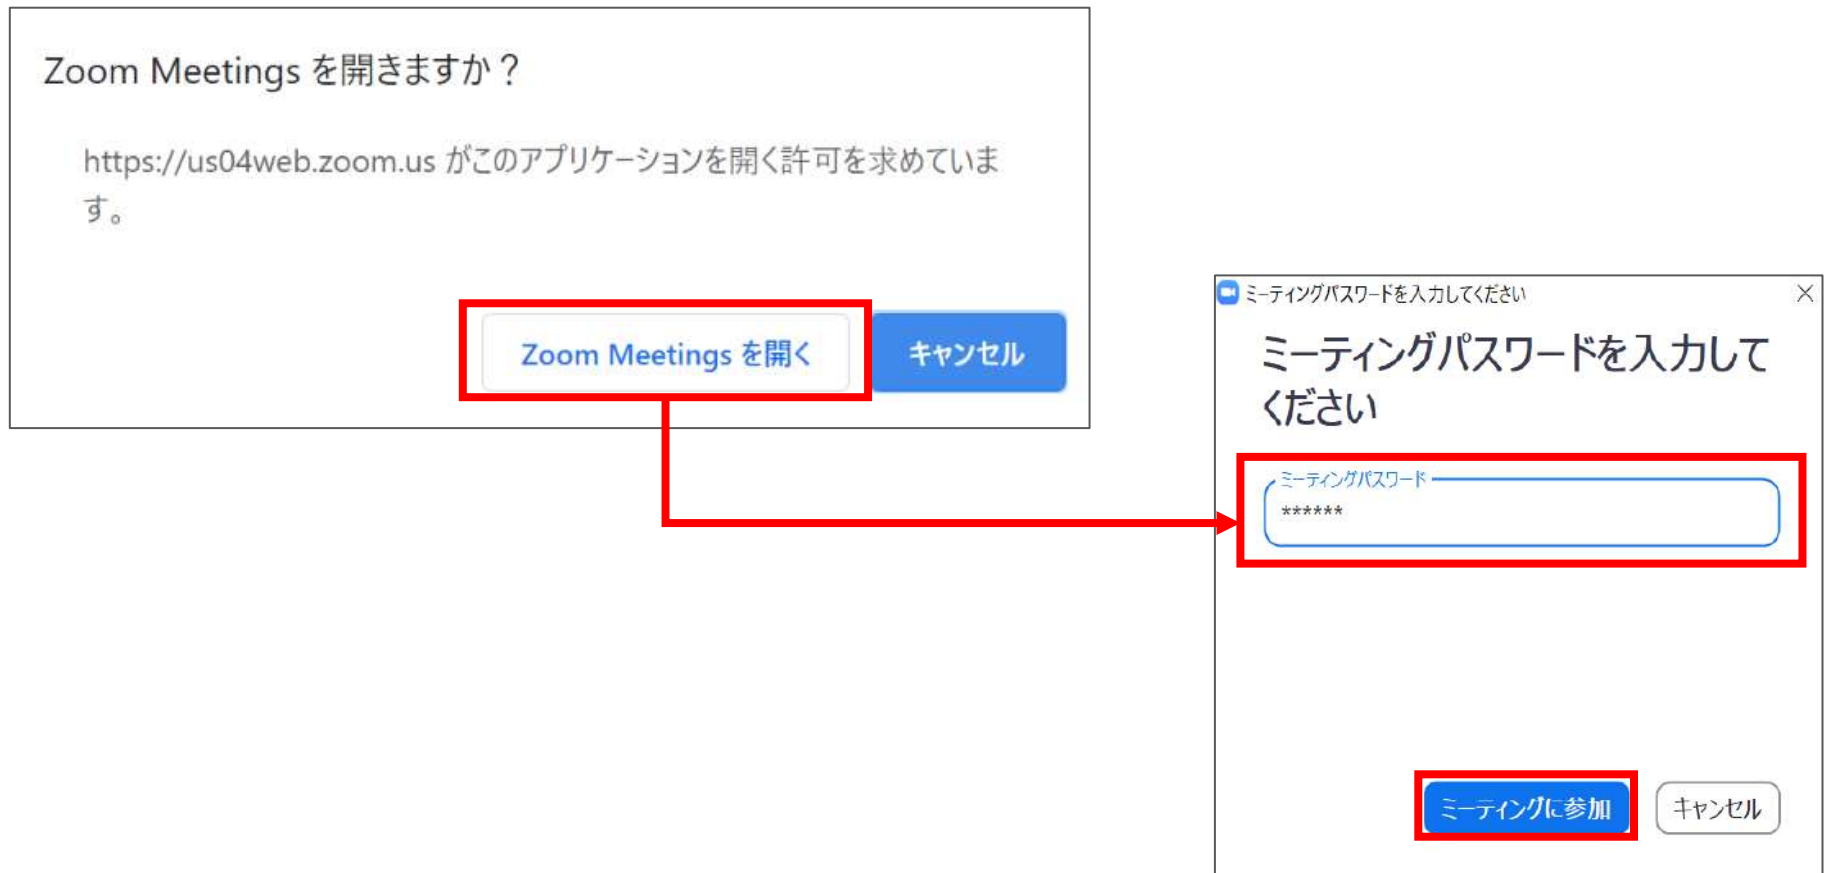 Zoom Meetings を開きますか？
https://us04web.zoom.us がこのアプリケーションを開く許可を求めていま
す。
Zoom Meetings を開く
キャンセル
ミーティングパスワードを入力してください
ミーティングパスワードを入力して
ください
ミーティングパスワード
******
ミーティングに参加
キャンセル